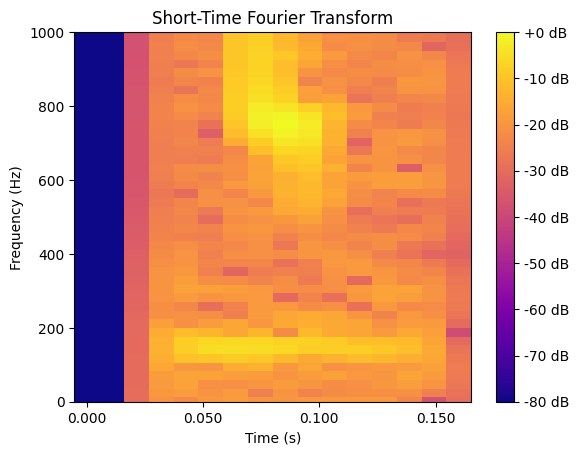 Short-Time Fourier Transform
1000
800
600
400
200
0
Frequency (Hz)
0.000
0.050
0.100
0.150
Time (s)
+0 dB
-10 dB
-20 dB
-30 dB
-40 dB
-50 dB
-60 dB
-70 dB
-80 dB